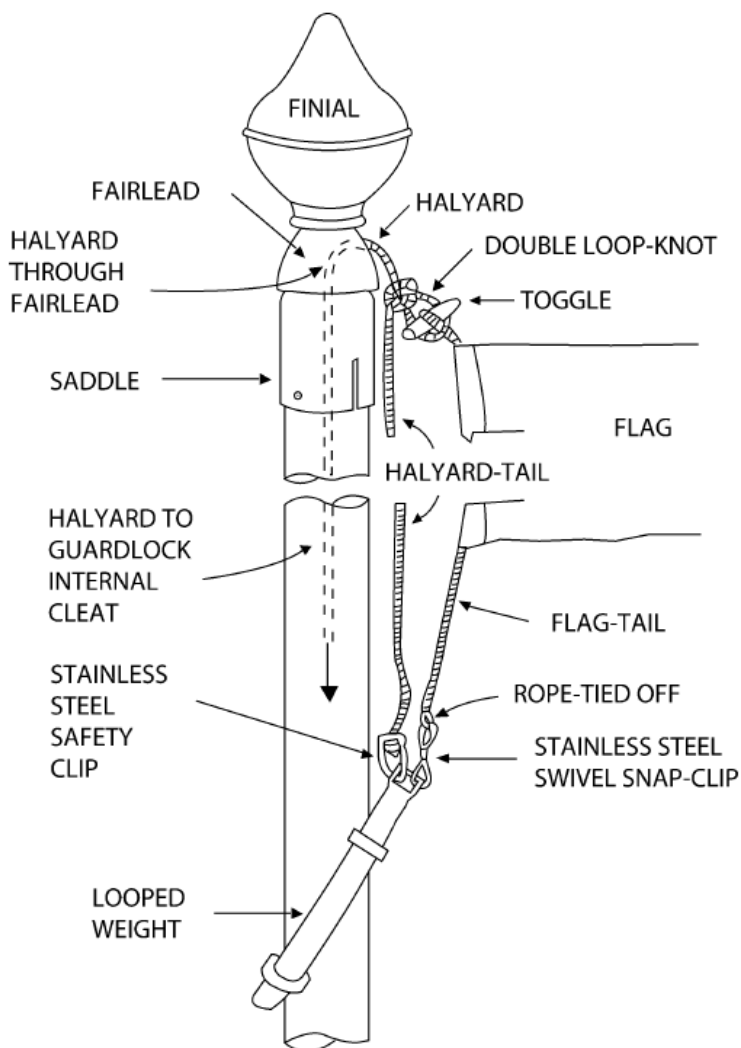 FINIAL
FAIRLEAD
HALYARD
HALYARD
THROUGH
FAIRLEAD
DOUBLE LOOP-KNOT
TOGGLE
SADDLE
FLAG
HALYARD-TAIL
HALYARD TO
GUARDLOCK
INTERNAL
CLEAT
FLAG-TAIL
STAINLESS
STEEL
SAFETY
CLIP
ROPE-TIED OFF
STAINLESS STEEL
SWIVEL SNAP-CLIP
LOOPED
WEIGHT